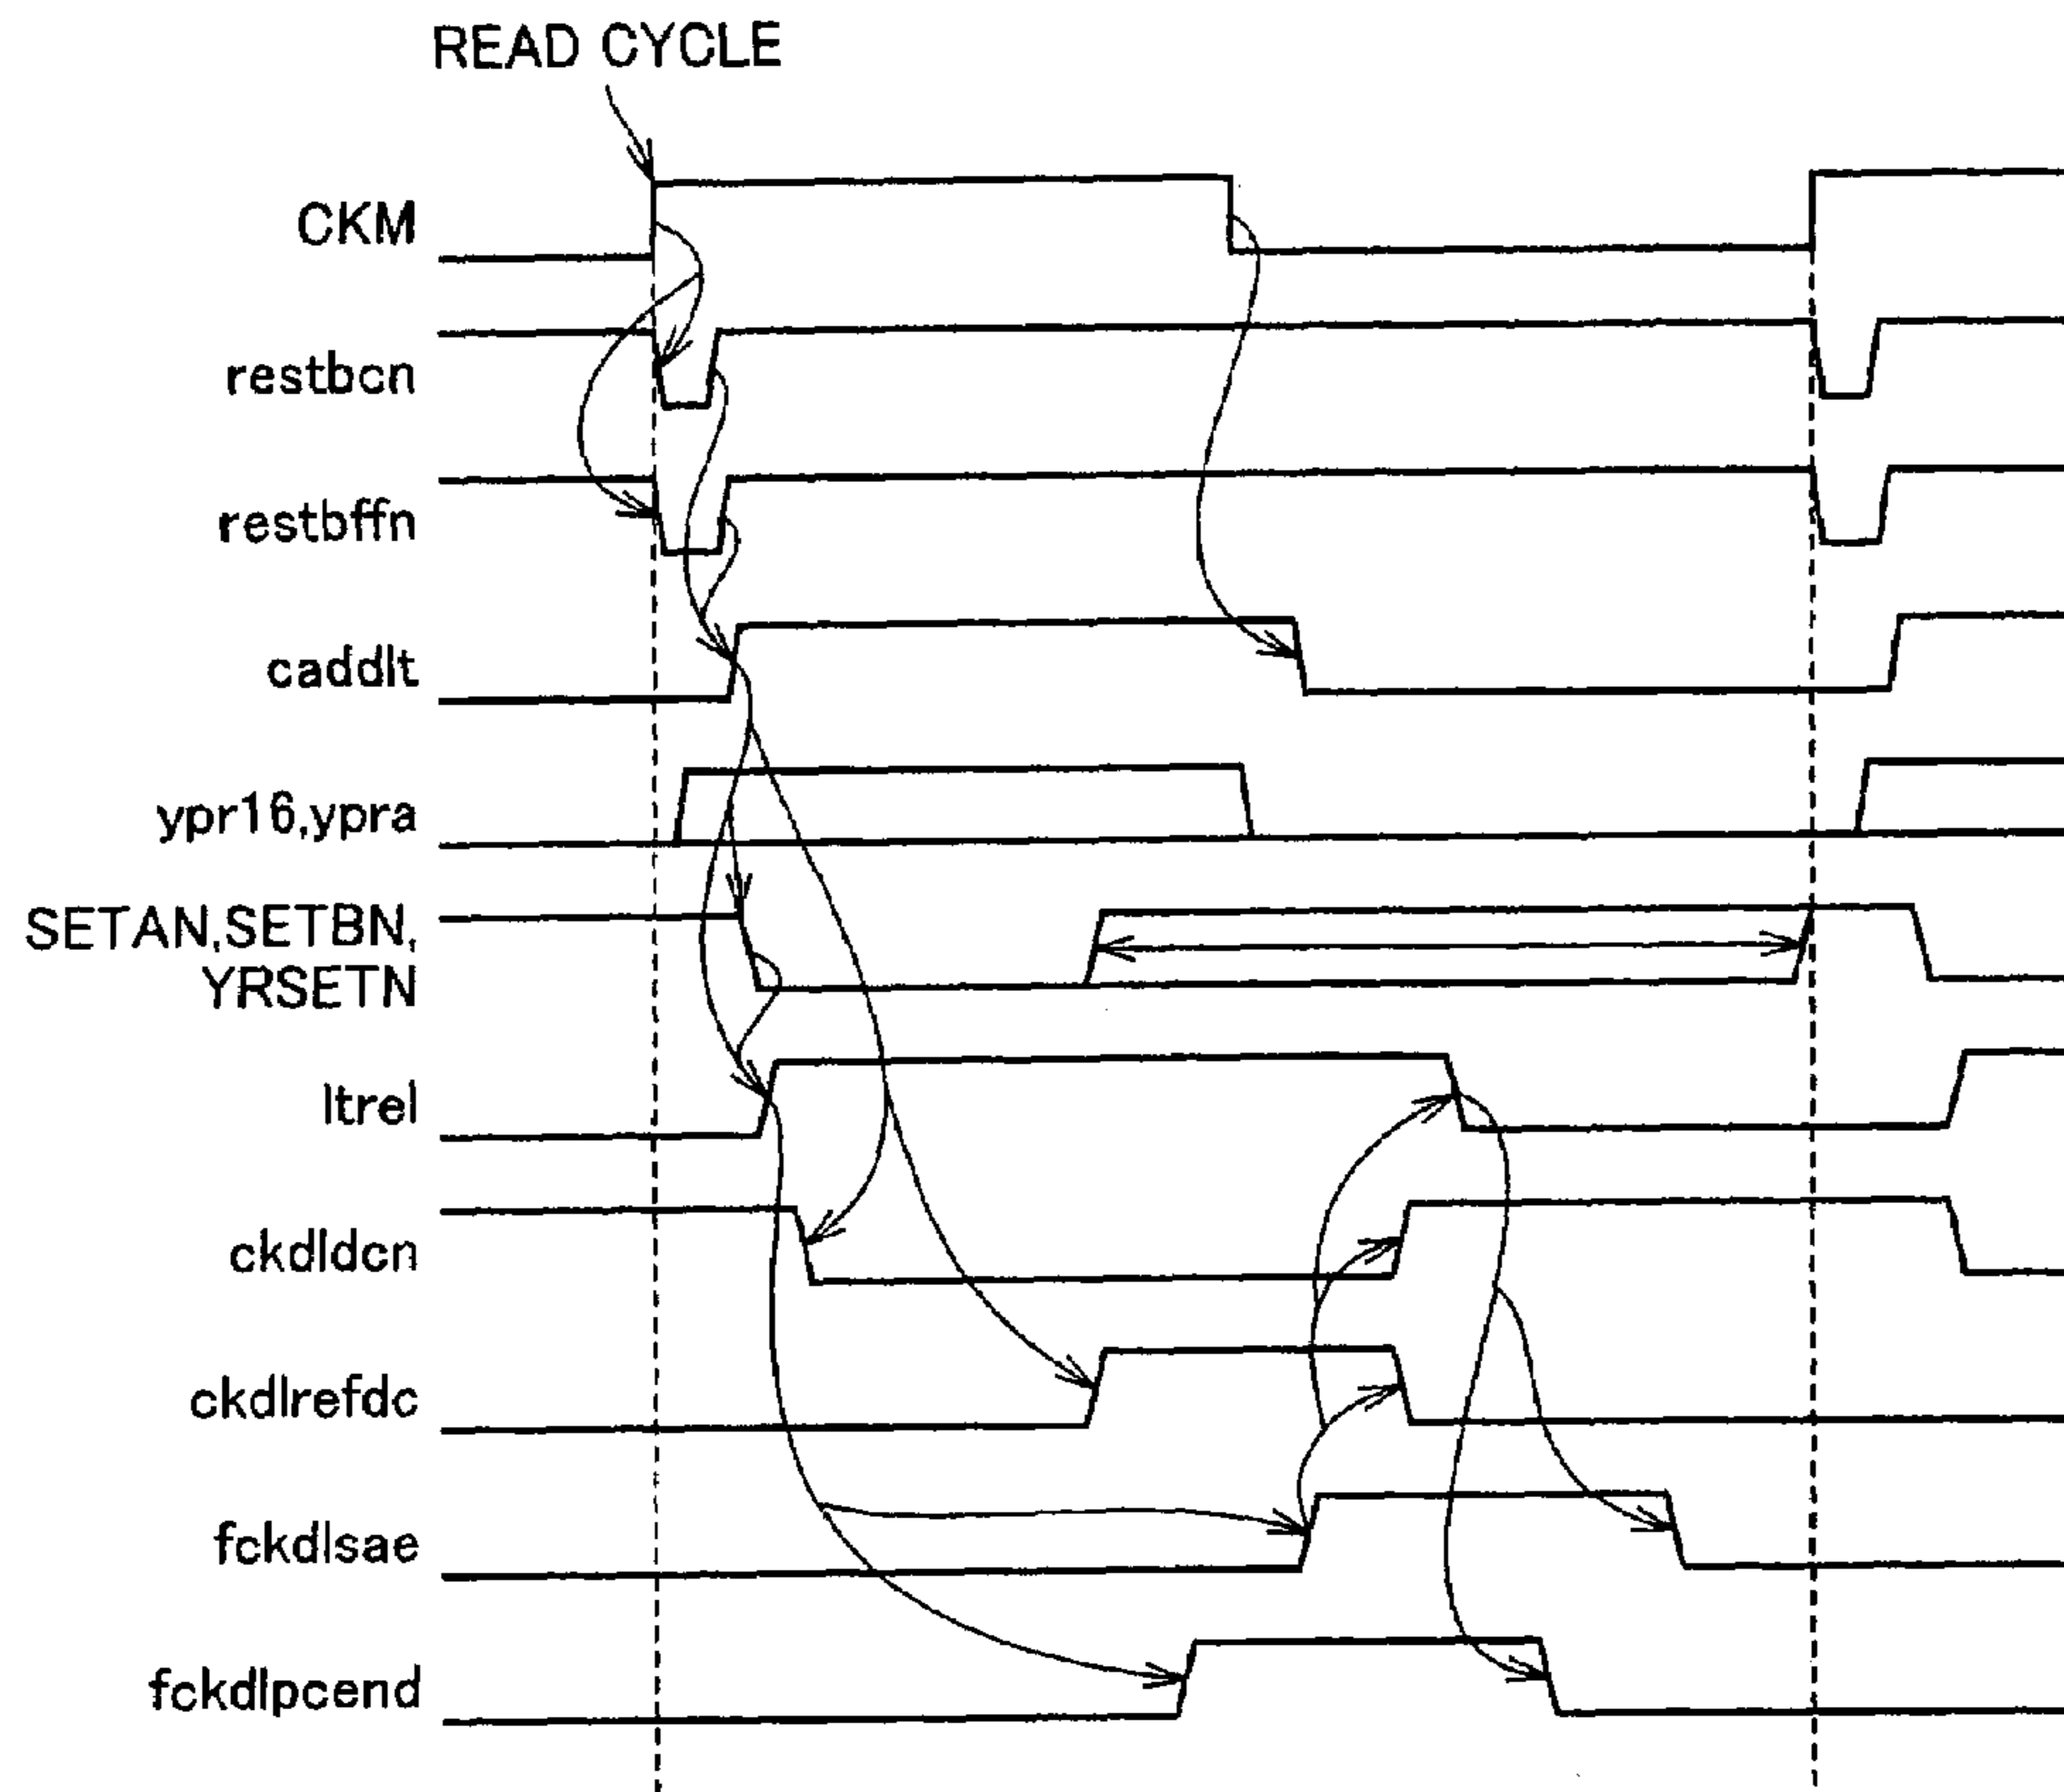 READ CYCLE
CKM
restbcn
restbffn
caddlt
ypr16,ypra
SETAN,SETBN,
YRSETN
ltrel
ckdldcn
ckdlrefdc
fckdlsae
fckdlpcend